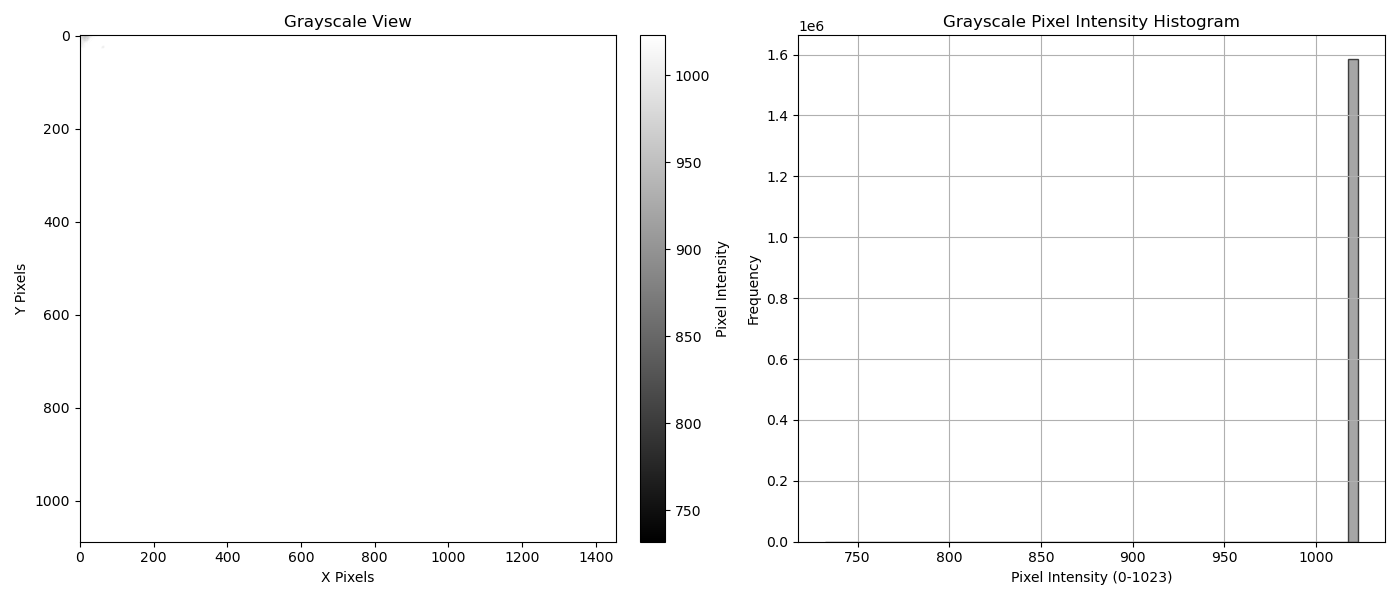 Grayscale View
0
200
400
600
800
1000
Y Pixels
0 200 400 600 800 1000 1200 1400
X Pixels
1000
950
900
850
800
750
Pixel Intensity
Grayscale Pixel Intensity Histogram
1e6
1.6
1.4
1.2
1.0
0.8
0.6
0.4
0.2
0.0
Frequency
750 800 850 900 950 1000
Pixel Intensity (0-1023)